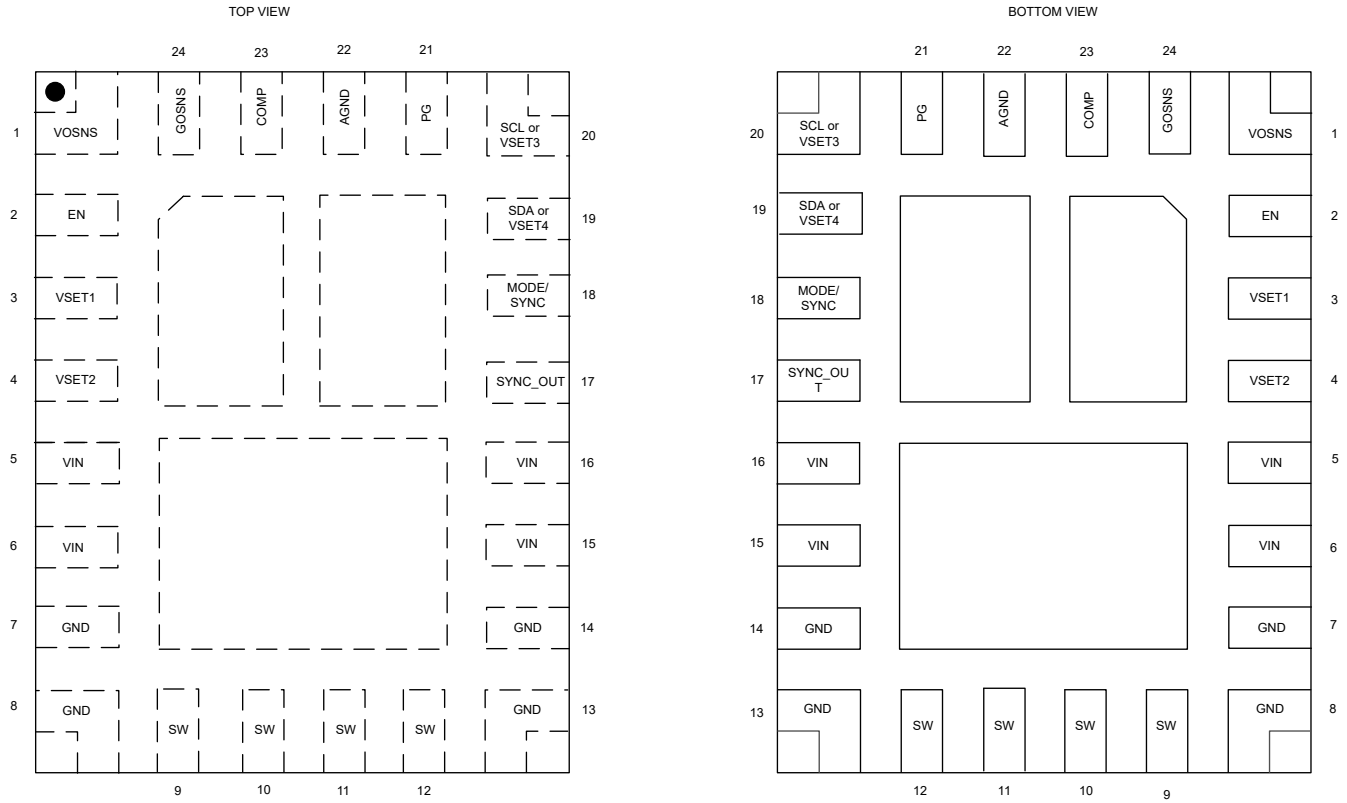 TOP VIEW
24
23
22
21
GOSNS
COMP
AGND
PG
1
VOSNS
SCL or
VSET3
20
2
EN
SDA or
VSET4
19
3
VSET1
MODE/
SYNC
18
4
VSET2
SYNC_OUT
17
5
VIN
VIN
16
6
VIN
VIN
15
7
GND
GND
14
8
GND
GND
13
SW
SW
SW
SW
9
10
11
12
BOTTOM VIEW
21
22
23
24
PG
AGND
COMP
GOSNS
20
SCL or
VSET3
VOSNS
1
19
SDA or
VSET4
EN
2
18
MODE/
SYNC
VSET1
3
17
SYNC_OU
T
VSET2
4
16
VIN
VIN
5
15
VIN
VIN
6
14
GND
GND
7
13
GND
GND
8
SW
SW
SW
SW
12
11
10
9